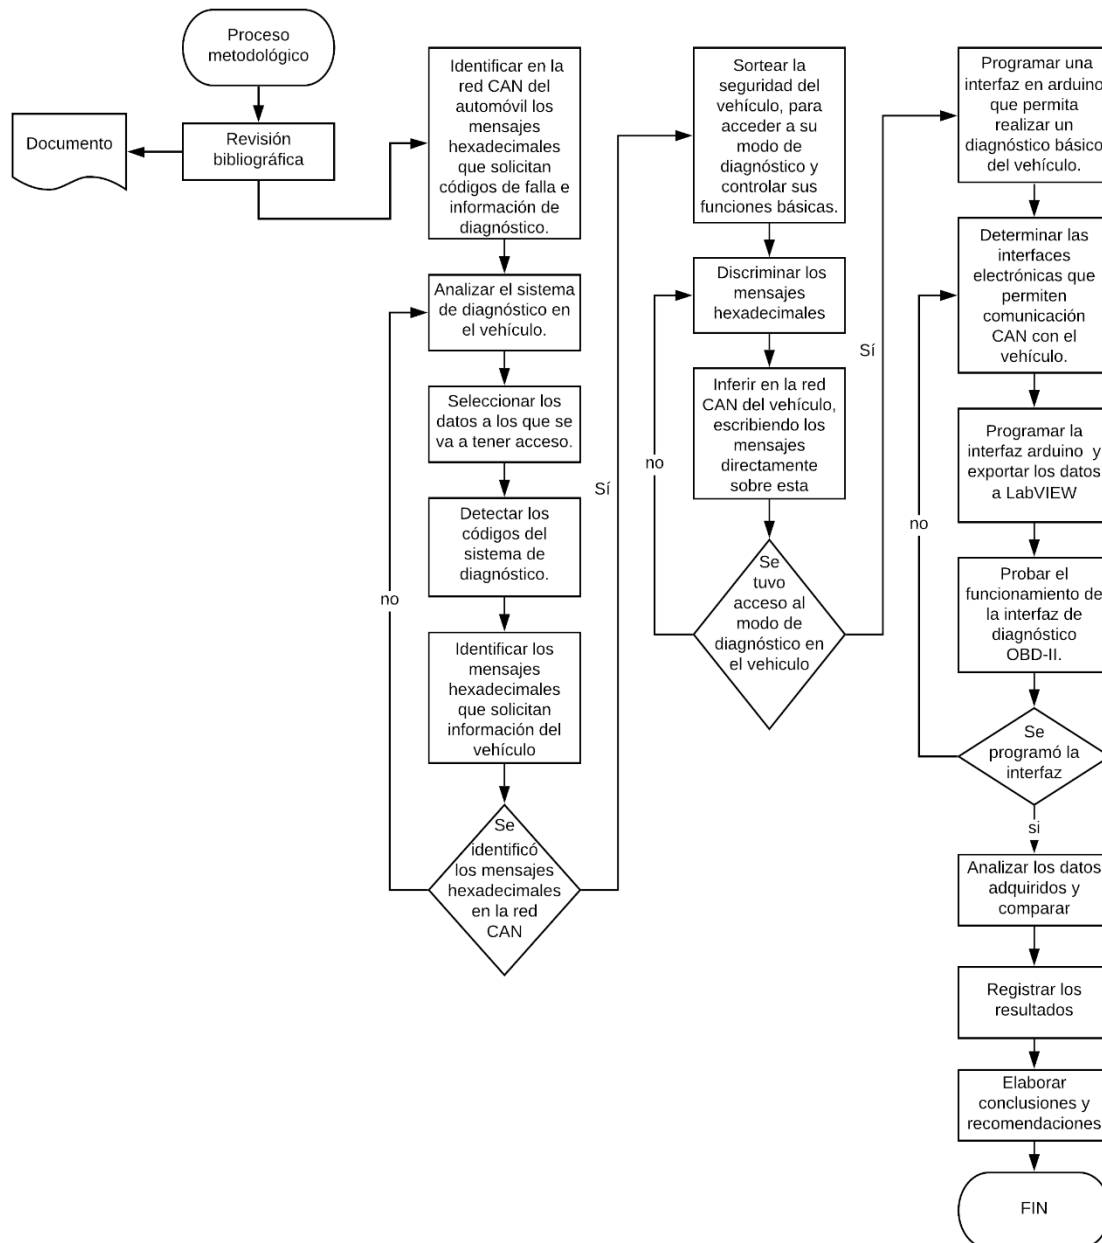 Proceso
metodológico
Documento
Revisión
bibliográfica
Identificar en la
red CAN del
automóvil los
mensajes
hexadecimales
que solicitan
códigos de falla e
información de
diagnóstico.
Analizar el sistema
de diagnóstico en
el vehículo.
Seleccionar los
datos a los que se
va a tener acceso.
Detectar los
códigos del
sistema de
diagnóstico.
no
Identificar los
mensajes
hexadecimales
que solicitan
información del
vehículo
Se
identificó
los mensajes
hexadecimales
en la red
CAN
Sí
Sortear la
seguridad del
vehículo, para
acceder a su
modo de
diagnóstico y
controlar sus
funciones básicas.
Discriminar los
mensajes
hexadecimales
Inferir en la red
CAN del vehículo,
escribiendo los
mensajes
directamente
sobre esta
no
Se
tuvo
acceso al
modo de
diagnóstico en
el vehiculo
Sí
Programar una
interfaz en arduino
que permita
realizar un
diagnóstico básico
del vehículo.
Determinar las
interfaces
electrónicas que
permiten
comunicación
CAN con el
vehículo.
Programar la
interfaz arduino y
exportar los datos
a LabVIEW
no
Probar el
funcionamiento de
la interfaz de
diagnóstico
OBD-II.
Se
programó la
interfaz
si
Analizar los datos
adquiridos y
comparar
Registrar los
resultados
Elaborar
conclusiones y
recomendaciones
FIN